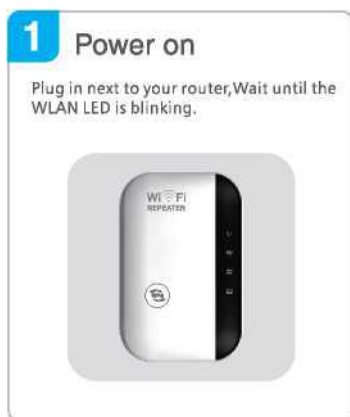 1 Power on
Plug in next to your router,Wait until the
WLAN LED is blinking.
WI FI
REPEATER